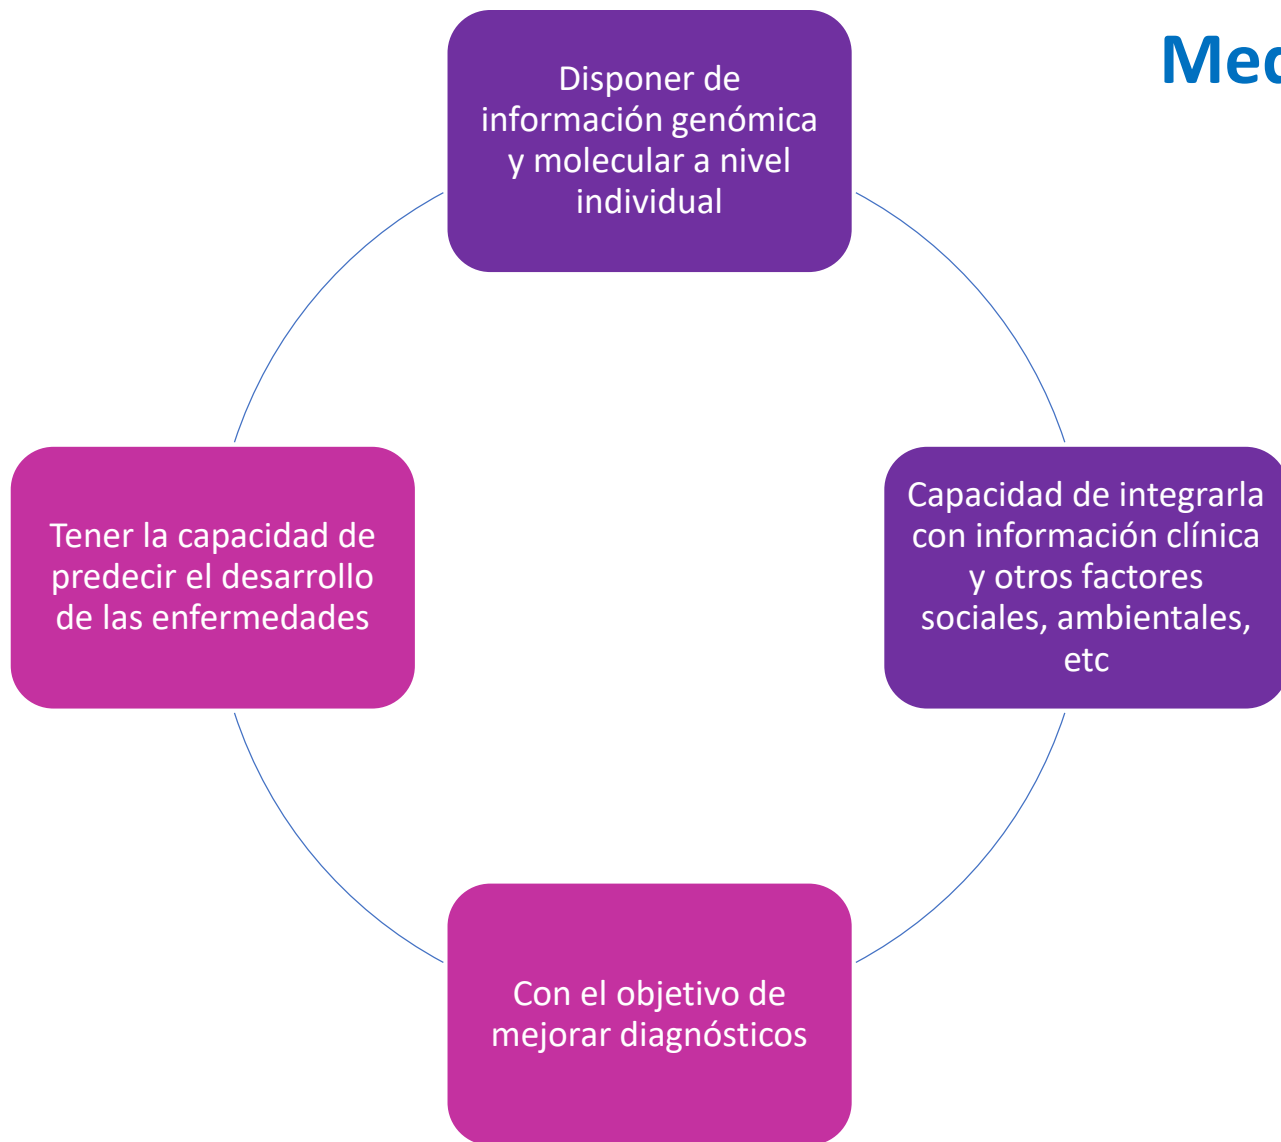 Disponer de
información genómica
y molecular a nivel
individual
Capacidad de integrarla
con información clínica
y otros factores
sociales, ambientales,
etc
Con el objetivo de
mejorar diagnósticos
Tener la capacidad de
predecir el desarrollo
de las enfermedades